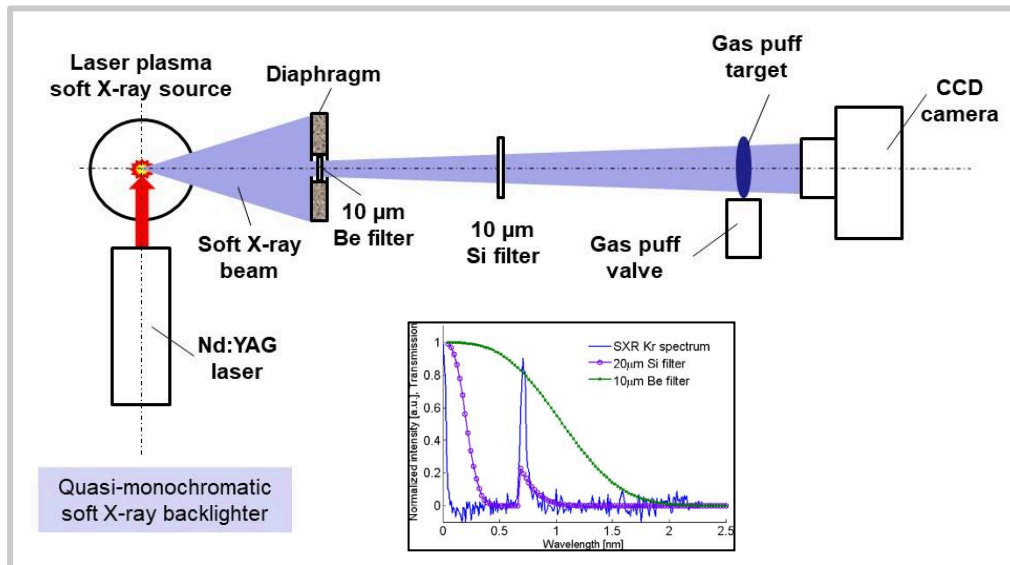 Laser plasma
soft X-ray source
Diaphragm
Gas puff
target
CCD
camera
10 µm
Be filter
10 µm
Si filter
Soft X-ray
beam
Gas puff
valve
Nd:YAG
laser
Quasi-monochromatic
soft X-ray backlighter
Normalized intensity [a.u.], Transmission
1
0.8
0.6
0.4
0.2
0
SXR Kr spectrum
20µm Si filter
10µm Be filter
0 0.5 1 1.5 2 2.5
Wavelength [nm]